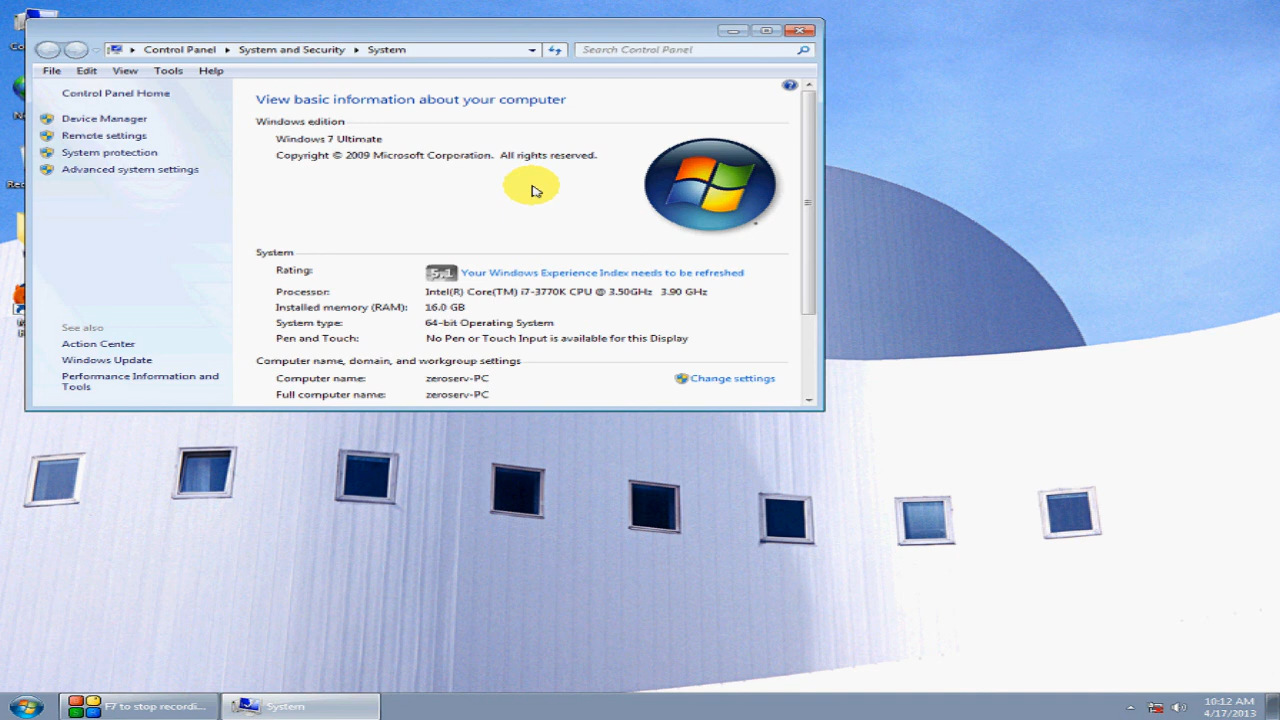 Control Panel
System and Security
System
Search Control Panel
File Edit View Tools Help
Control Panel Home
Device Manager
Remote settings
System protection
Advanced system settings
See also
Action Center
Windows Update
Performance Information and
Tools
View basic information about your computer
Windows edition
Windows 7 Ultimate
Copyright © 2009 Microsoft Corporation. All rights reserved.
System
Rating: Your Windows Experience Index needs to be refreshed
Processor: Intel(R) Core(TM) i7-3770K CPU @ 3.50GHz 3.90 GHz
Installed memory (RAM): 16.0 GB
System type: 64-bit Operating System
Pen and Touch: No Pen or Touch Input is available for this Display
Computer name, domain, and workgroup settings
Computer name: zeroserv-PC
Change settings
Full computer name: zeroserv-PC
F7 to stop recordi...
System
10:12 AM
4/17/2013